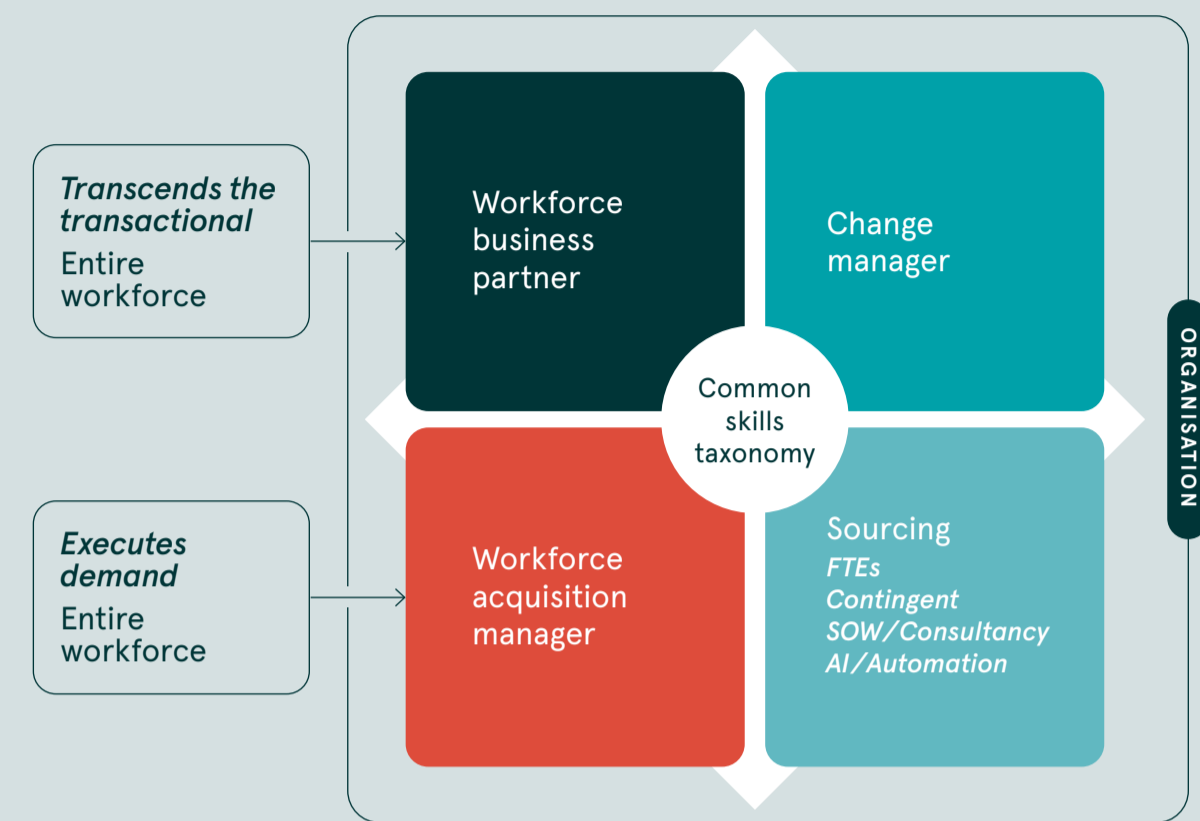 Transcends the
transactional
Entire
workforce
Workforce
business
partner
Change
manager
Common
skills
taxonomy
ORGANISATION
Executes
demand
Entire
workforce
Workforce
acquisition
manager
Sourcing
FTEs
Contingent
SOW/Consultancy
AI/Automation